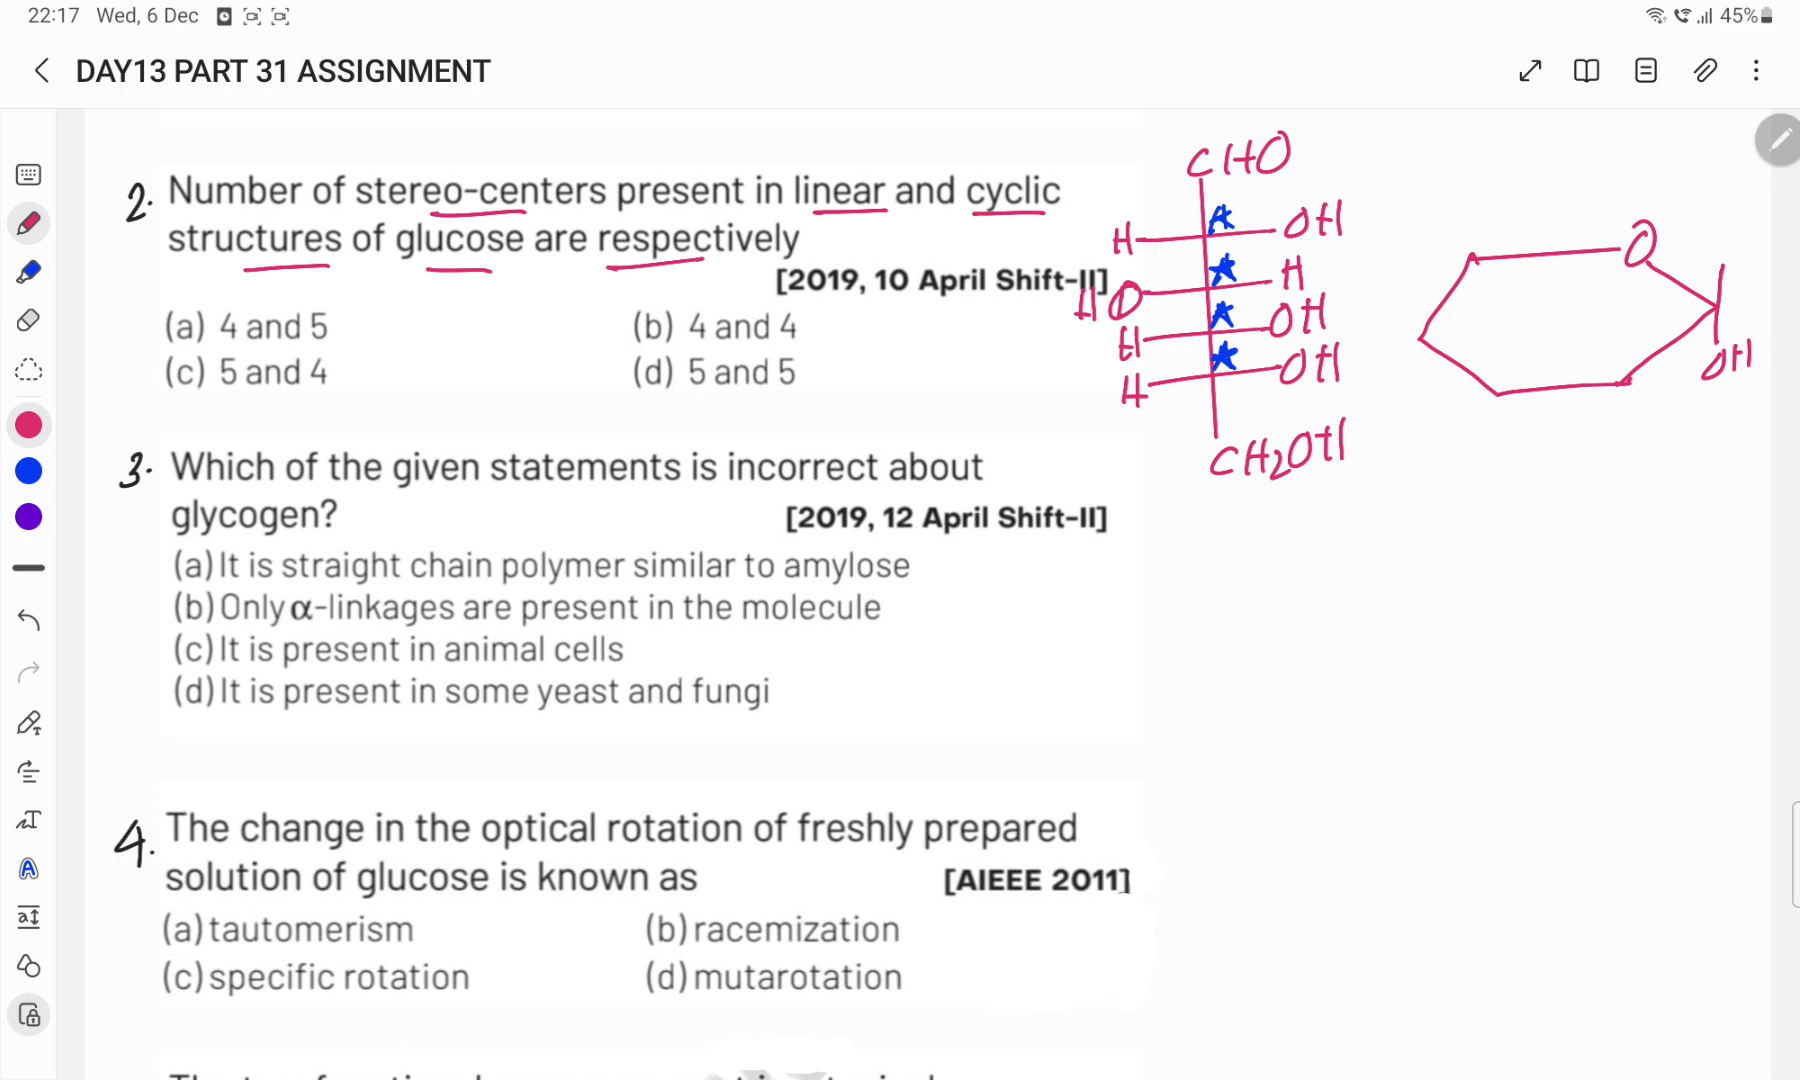 22:17 Wed, 6 Dec
45%
DAY13 PART 31 ASSIGNMENT
2. Number of stereo-centers present in linear and cyclic
structures of glucose are respectively
[2019, 10 April Shift-II]
(a) 4 and 5 (b) 4 and 4
(c) 5 and 4 (d) 5 and 5
CHO
H OH
HO H
H OH
H OH
CH2OH
O
OH
3. Which of the given statements is incorrect about
glycogen? [2019, 12 April Shift-II]
(a) It is straight chain polymer similar to amylose
(b) Only α-linkages are present in the molecule
(c) It is present in animal cells
(d) It is present in some yeast and fungi
4. The change in the optical rotation of freshly prepared
solution of glucose is known as [AIEEE 2011]
(a) tautomerism (b) racemization
(c) specific rotation (d) mutarotation